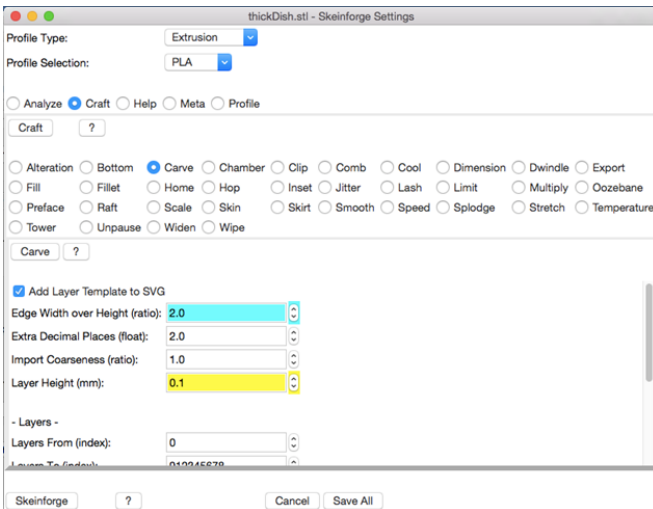 thickDish.stl - Skeinforge Settings
Profile Type: Extrusion
Profile Selection: PLA
Analyze Craft Help Meta Profile
Craft ?
Alteration Bottom Carve Chamber Clip Comb Cool Dimension Dwindle Export
Fill Fillet Home Hop Inset Jitter Lash Limit Multiply Oozebane
Preface Raft Scale Skin Skirt Smooth Speed Splodge Stretch Temperature
Tower Unpause Widen Wipe
Carve ?
Add Layer Template to SVG
Edge Width over Height (ratio): 2.0
Extra Decimal Places (float): 2.0
Import Coarseness (ratio): 1.0
Layer Height (mm): 0.1
- Layers -
Layers From (index): 0
Layers To (index): 912345678
Skeinforge ? Cancel Save All